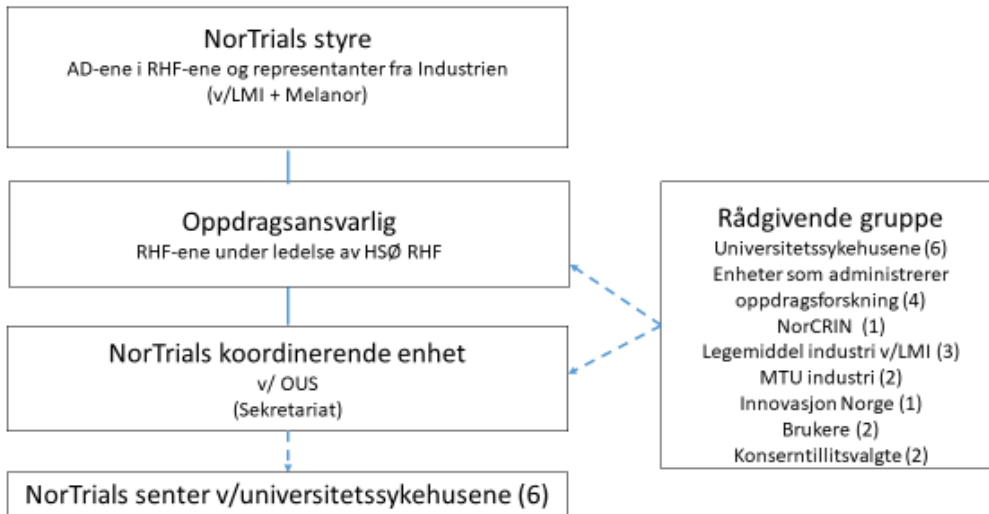 NorTrials styre
AD-ene i RHF-ene og representanter fra Industrien
(v/LMI + Melanor)
Oppdragsansvarlig
RHF-ene under ledelse av HSØ RHF
NorTrials koordinerende enhet
v/ OUS
(Sekretariat)
NorTrials senter v/universitetssykehusene (6)
Rådgivende gruppe
Universitetssykehusene (6)
Enheter som administrerer
oppdragsforskning (4)
NorCRIN (1)
Legemiddel industri v/LMI (3)
MTU industri (2)
Innovasjon Norge (1)
Brukere (2)
Konserntillitsvalgte (2)